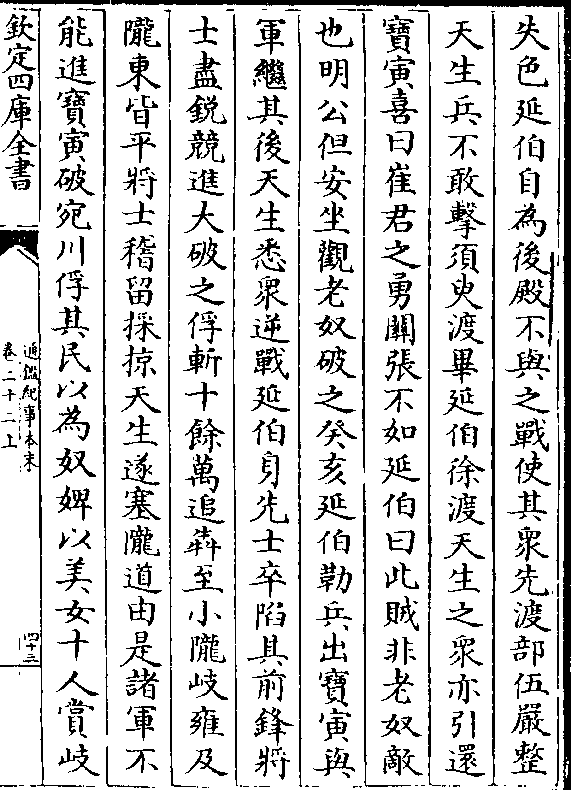 失色延伯自為後殿不與之戰使其衆先渡部伍嚴整
天生兵不敢擊須臾渡畢延伯徐渡天生之衆亦引還
寶寅喜曰崔君之勇關張不如延伯曰此賊非老奴敵
也明公但安坐觀老奴破之癸亥延伯勒兵出寶寅與
軍繼其後天生悉衆逆戰延伯身先士卒陷其前鋒將
士盡銳競進大破之俘斬十餘萬追犇至小隴岐雍及
隴東皆平將士稽留採掠天生遂塞隴道由是諸軍不
能進寶寅破宛川俘其民以為奴婢以美女十人賞岐
欽定四庫全書
通鑑紀事本末
卷二十二上
四十三